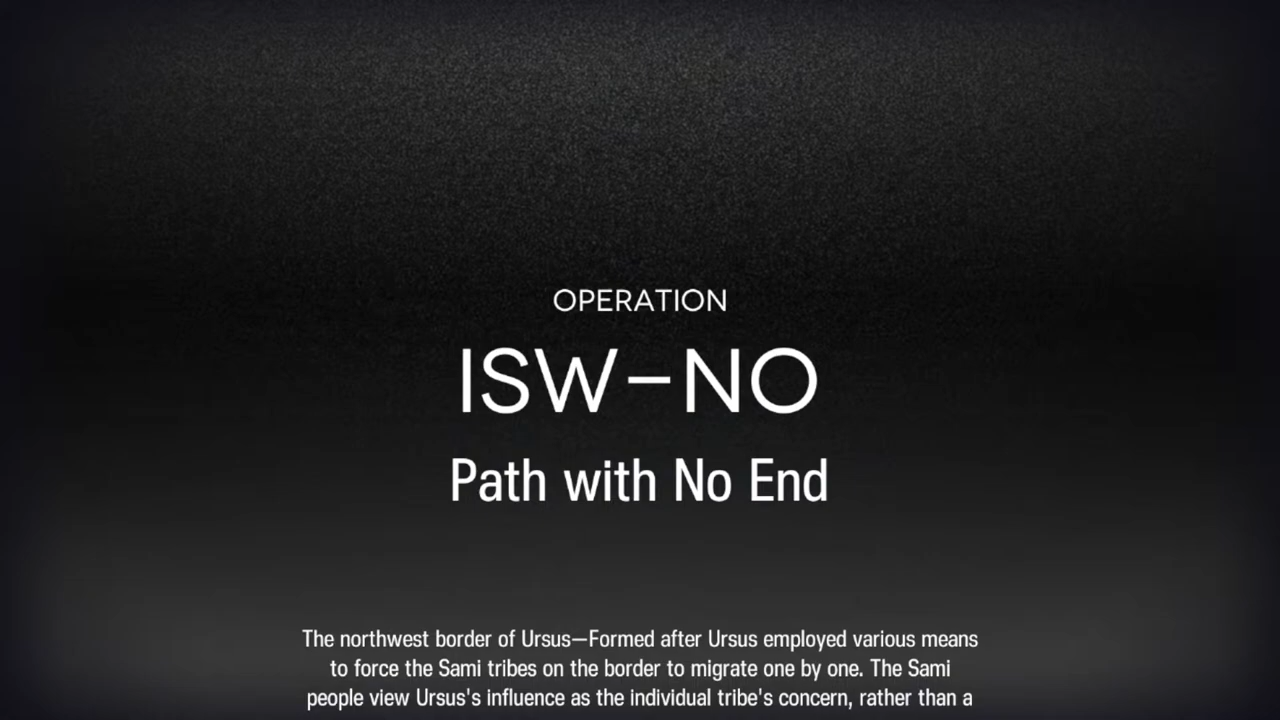 OPERATION
ISW-NO
Path with No End
The northwest border of Ursus—Formed after Ursus employed various means
to force the Sami tribes on the border to migrate one by one. The Sami
people view Ursus's influence as the individual tribe's concern, rather than a